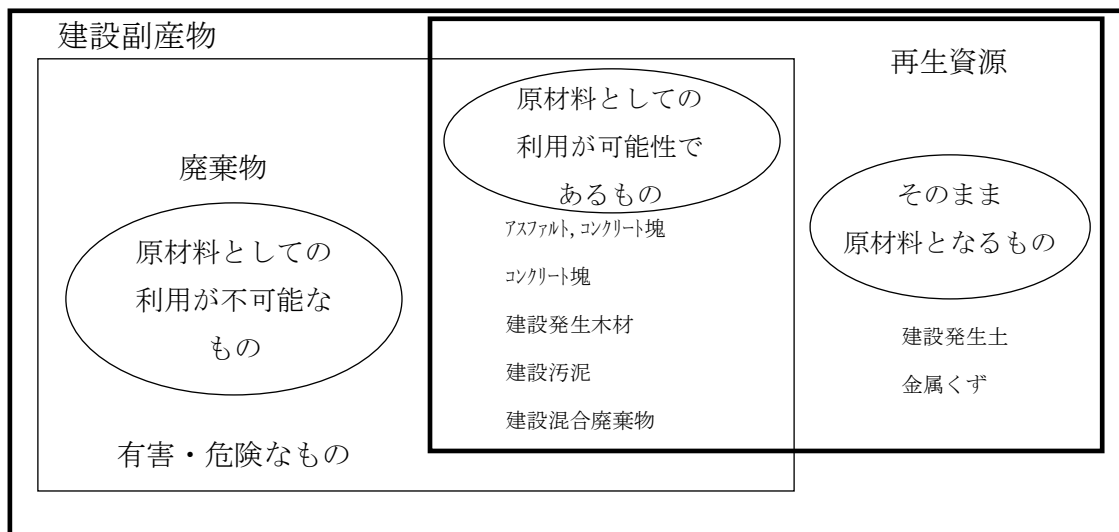 建設副産物
再生資源
原材料としての
利用が可能性で
あるもの
廃棄物
そのまま
原材料となるもの
アスファルト,コンクリート塊
原材料としての
利用が不可能な
もの
コンクリート塊
建設発生木材
建設発生土
建設汚泥
金属くず
建設混合廃棄物
有害・危険なもの